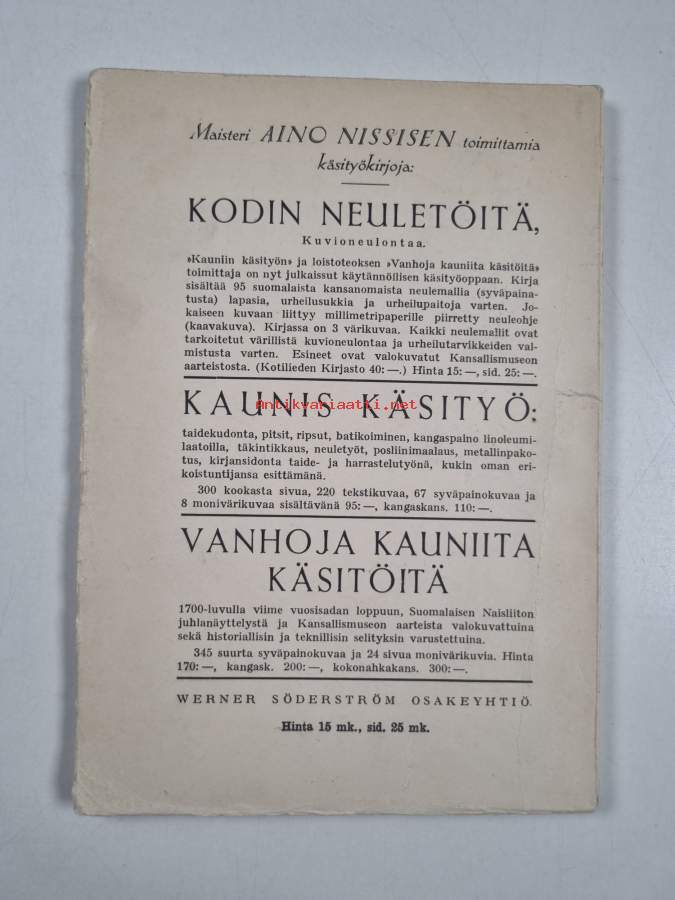 Maisteri AINO NISSISEN toimittamia
käsityökirjoja:
KODIN NEULETÖITÄ,
Kuvioneulontaa.
»Kauniin käsityön» ja loistoteoksen »Vanhoja kauniita käsitöitä»
toimittaja on nyt julkaissut käytännöllisen käsityöoppaan. Kirja
sisältää 95 suomalaista kansanomaista neulemallia (syväpaina-
tusta) lapasia, urheilusukkia ja urheilupaitoja varten. Jo-
kaiseen kuvaan liittyy millimetripaperille piirretty neuleohje
(kaavakuva). Kirjassa on 3 värikuvaa. Kaikki neulemallit ovat
tarkoitetut värillistä kuvioneulontaa ja urheilutarvikkeiden val-
mistusta varten. Esineet ovat valokuvatut Kansallismuseon
aarteistosta. (Kotilieden Kirjasto 40:—.) Hinta 15:—, sid. 25:—.
KAUNIS KÄSITYÖ:
antikvariaatti.net
taidekudonta, pitsit, ripsut, batikoiminen, kangaspaino linoleumi-
laatoilla, täkintikkaus, neuletyöt, posliinimaalaus, metallinpako-
tus, kirjansidonta taide- ja harrastelutyönä, kukin oman eri-
koistuntijansa esittämänä.
300 kookasta sivua, 220 tekstikuvaa, 67 syväpainokuvaa ja
8 monivärikuvaa sisältävänä 95:—, kangaskans. 110:—.
VANHOJA KAUNIITA
KÄSITÖITÄ
1700-luvulla viime vuosisadan loppuun, Suomalaisen Naisliiton
juhlanäyttelystä ja Kansallismuseon aarteista valokuvattuina
sekä historiallisin ja teknillisin selityksin varustettuina.
345 suurta syväpainokuvaa ja 24 sivua monivärikuvia. Hinta
170:—, kangask. 200:—, kokonahkakans. 300:—.
WERNER SÖDERSTRÖM OSAKEYHTIÖ.
Hinta 15 mk., sid. 25 mk.